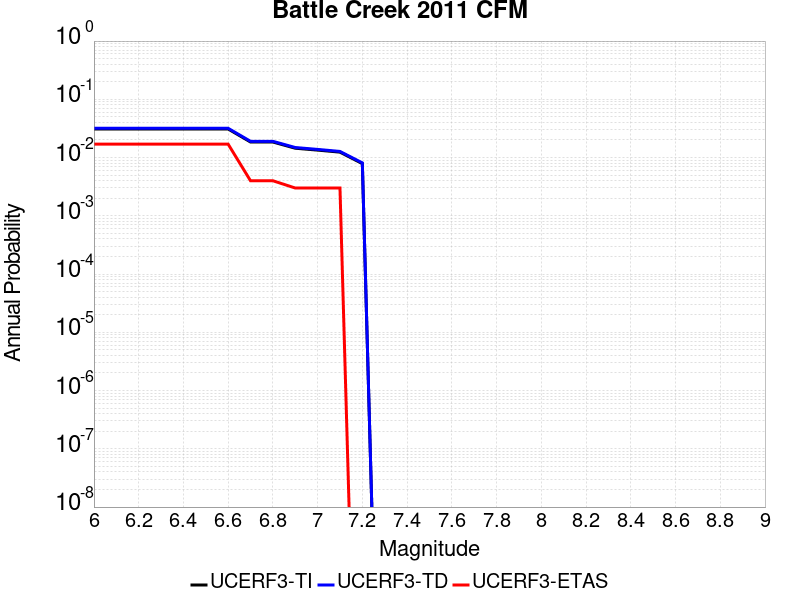 Battle Creek 2011 CFM
10^0
10^-1
10^-2
10^-3
10^-4
10^-5
10^-6
10^-7
10^-8
Annual Probability
6 6.2 6.4 6.6 6.8 7 7.2 7.4 7.6 7.8 8 8.2 8.4 8.6 8.8 9
Magnitude
UCERF3-TI UCERF3-TD UCERF3-ETAS